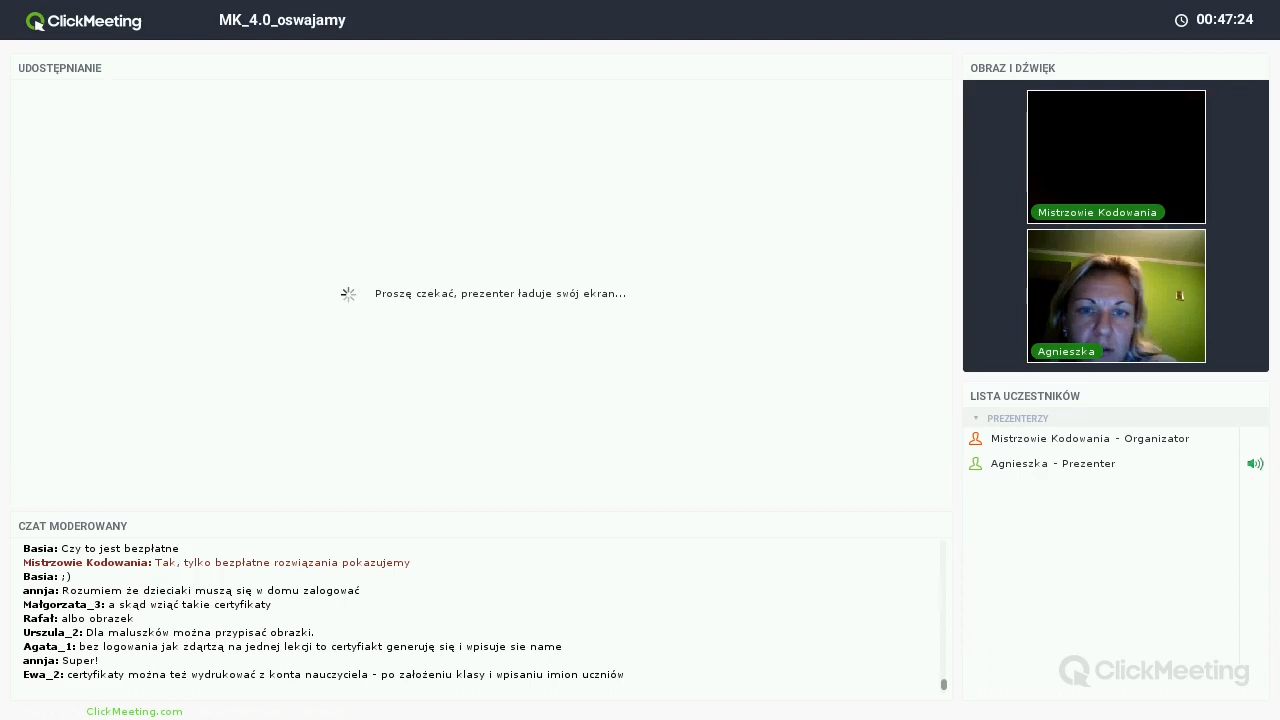 ClickMeeting
MK_4.0_oswajamy
00:47:24
UDOSTĘPNIANIE
Proszę czekać, prezenter ładuje swój ekran...
OBRAZ I DŹWIĘK
Mistrzowie Kodowania
Agnieszka
LISTA UCZESTNIKÓW
PREZENTERZY
Mistrzowie Kodowania - Organizator
Agnieszka - Prezenter
CZAT MODEROWANY
Basia: Czy to jest bezpłatne
Mistrzowie Kodowania: Tak, tylko bezpłatne rozwiązania pokazujemy
Basia: ;)
annja: Rozumiem że dzieciaki muszą się w domu zalogować
Małgorzata_3: a skąd wziąć takie certyfikaty
Rafał: albo obrazek
Urszula_2: Dla maluszków można przypisać obrazki.
Agata_1: bez logowania jak zdąrtzą na jednej lekcji to certyfiakt generuję się i wpisuje sie name
annja: Super!
Ewa_2: certyfikaty można też wydrukować z konta nauczyciela - po założeniu klasy i wpisaniu imion uczniów
ClickMeeting
ClickMeeting.com